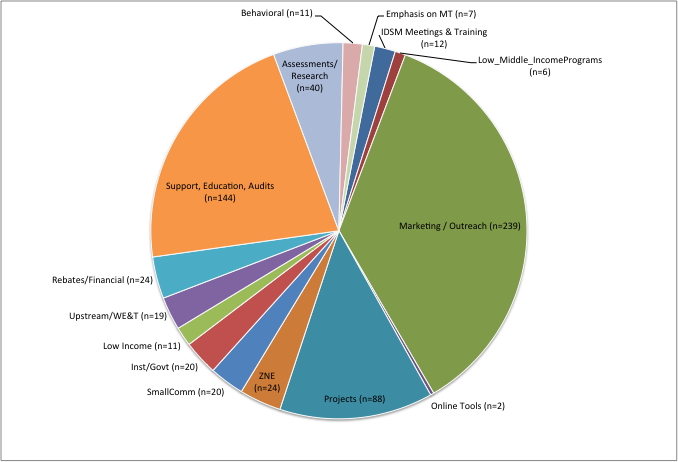 Behavioral (n=11)
Emphasis on MT (n=7)
IDSM Meetings & Training
(n=12)
Low_Middle_IncomePrograms
(n=6)
Assessments/
Research
(n=40)
Support, Education, Audits
(n=144)
Marketing / Outreach (n=239)
Rebates/Financial (n=24)
Upstream/WE&T (n=19)
Low Income (n=11)
Inst/Govt (n=20)
SmallComm (n=20)
ZNE
(n=24)
Projects (n=88)
Online Tools (n=2)